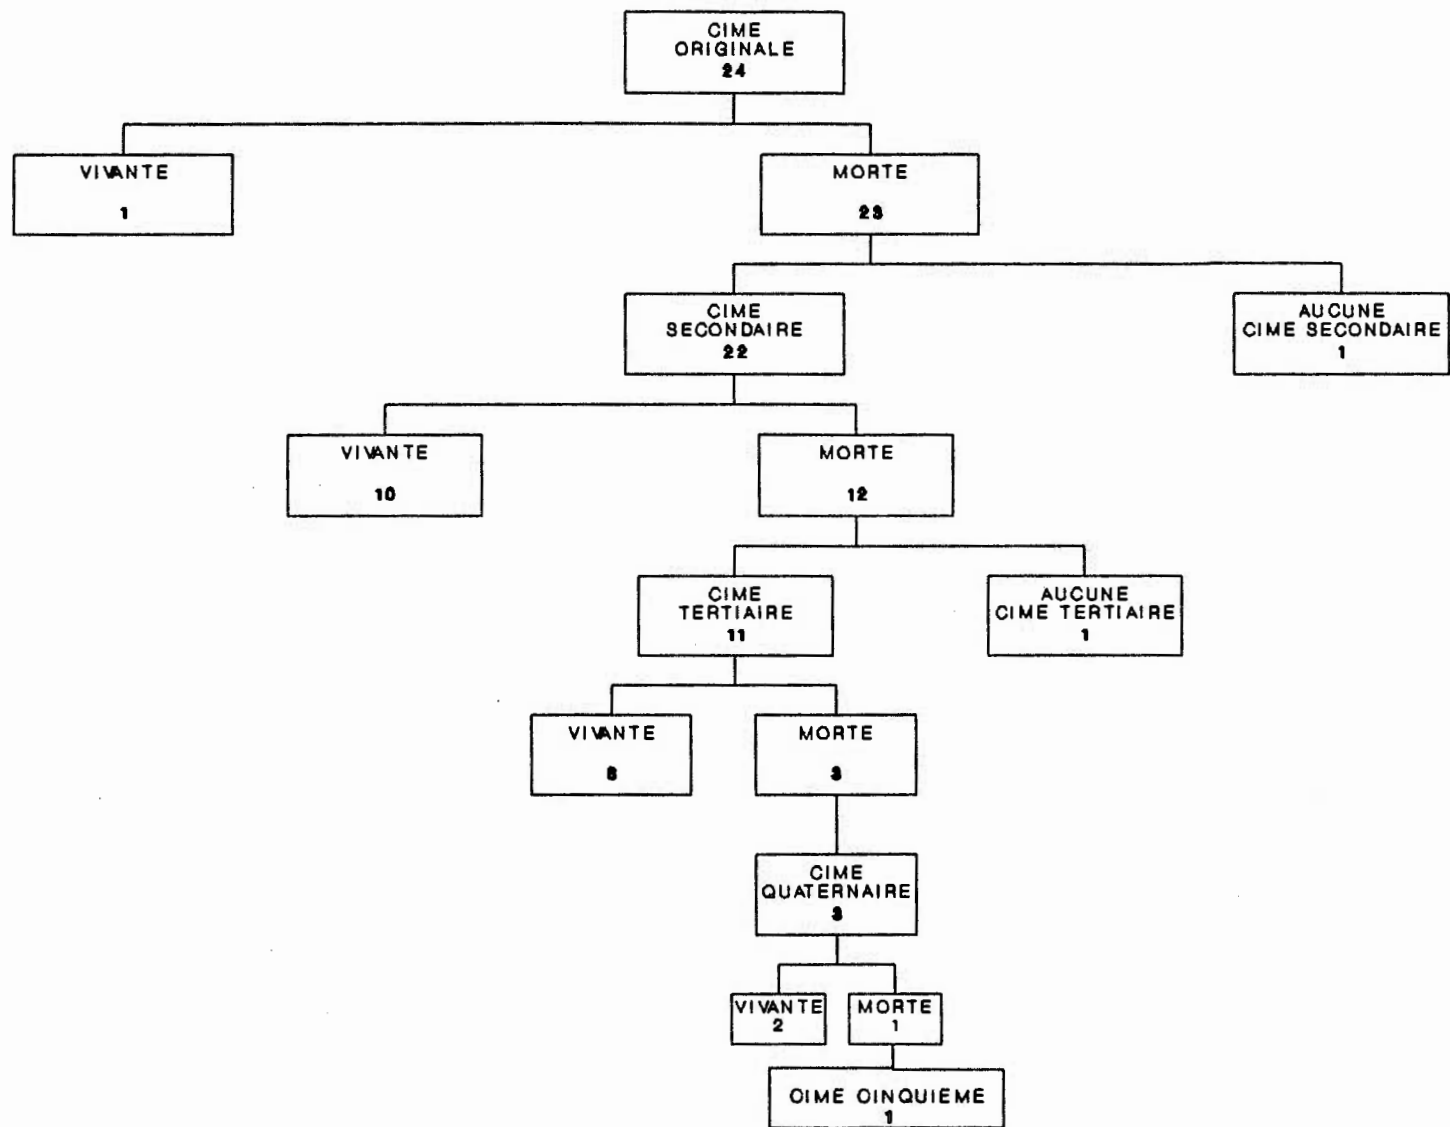 CIME
ORIGINALE
24
VIVANTE
1
MORTE
23
CIME
SECONDAIRE
22
AUCUNE
CIME SECONDAIRE
1
VIVANTE
10
MORTE
12
CIME
TERTIAIRE
11
AUCUNE
CIME TERTIAIRE
1
VIVANTE
8
MORTE
3
CIME
QUATERNAIRE
3
VIVANTE
2
MORTE
1
CIME CINQUIEME
1